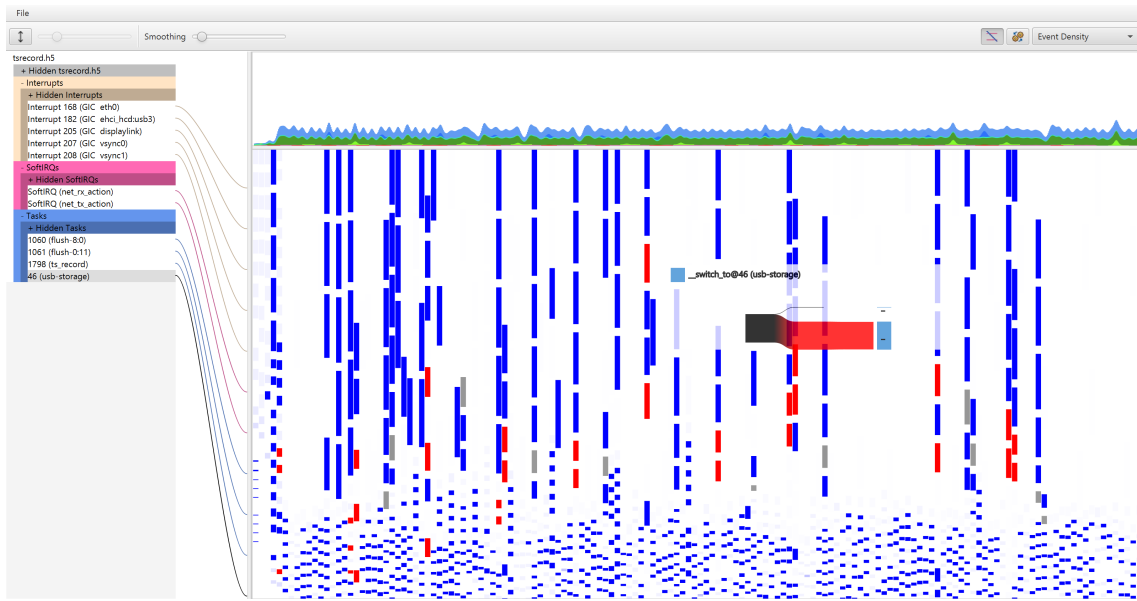 File
Smoothing
Event Density
tsrecord.h5
+ Hidden tsrecord.h5
- Interrupts
+ Hidden Interrupts
Interrupt 168 (GIC eth0)
Interrupt 182 (GIC ehci_hcd:usb3)
Interrupt 205 (GIC displaylink)
Interrupt 207 (GIC vsync0)
Interrupt 208 (GIC vsync1)
- SoftIRQs
+ Hidden SoftIRQs
SoftIRQ (net_rx_action)
SoftIRQ (net_tx_action)
- Tasks
+ Hidden Tasks
1060 (flush-8:0)
1061 (flush-0:11)
1798 (ts_record)
46 (usb-storage)
__switch_to@46 (usb-storage)